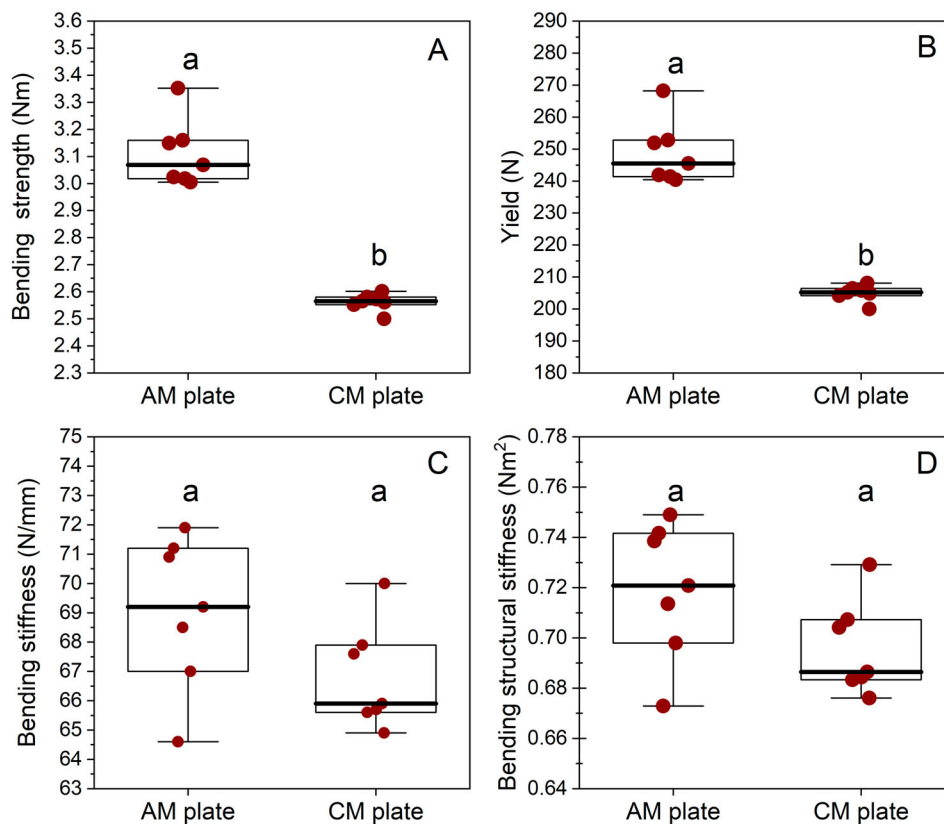 A
Bending strength (Nm)
3.6
3.5
3.4
3.3
3.2
3.1
3.0
2.9
2.8
2.7
2.6
2.5
2.4
2.3
a
b
AM plate
CM plate
B
Yield (N)
290
280
270
260
250
240
230
220
210
200
190
180
a
b
AM plate
CM plate
C
Bending stiffness (N/mm)
75
74
73
72
71
70
69
68
67
66
65
64
63
a
a
AM plate
CM plate
D
Bending structural stiffness (Nm²)
0.78
0.76
0.74
0.72
0.70
0.68
0.66
0.64
a
a
AM plate
CM plate